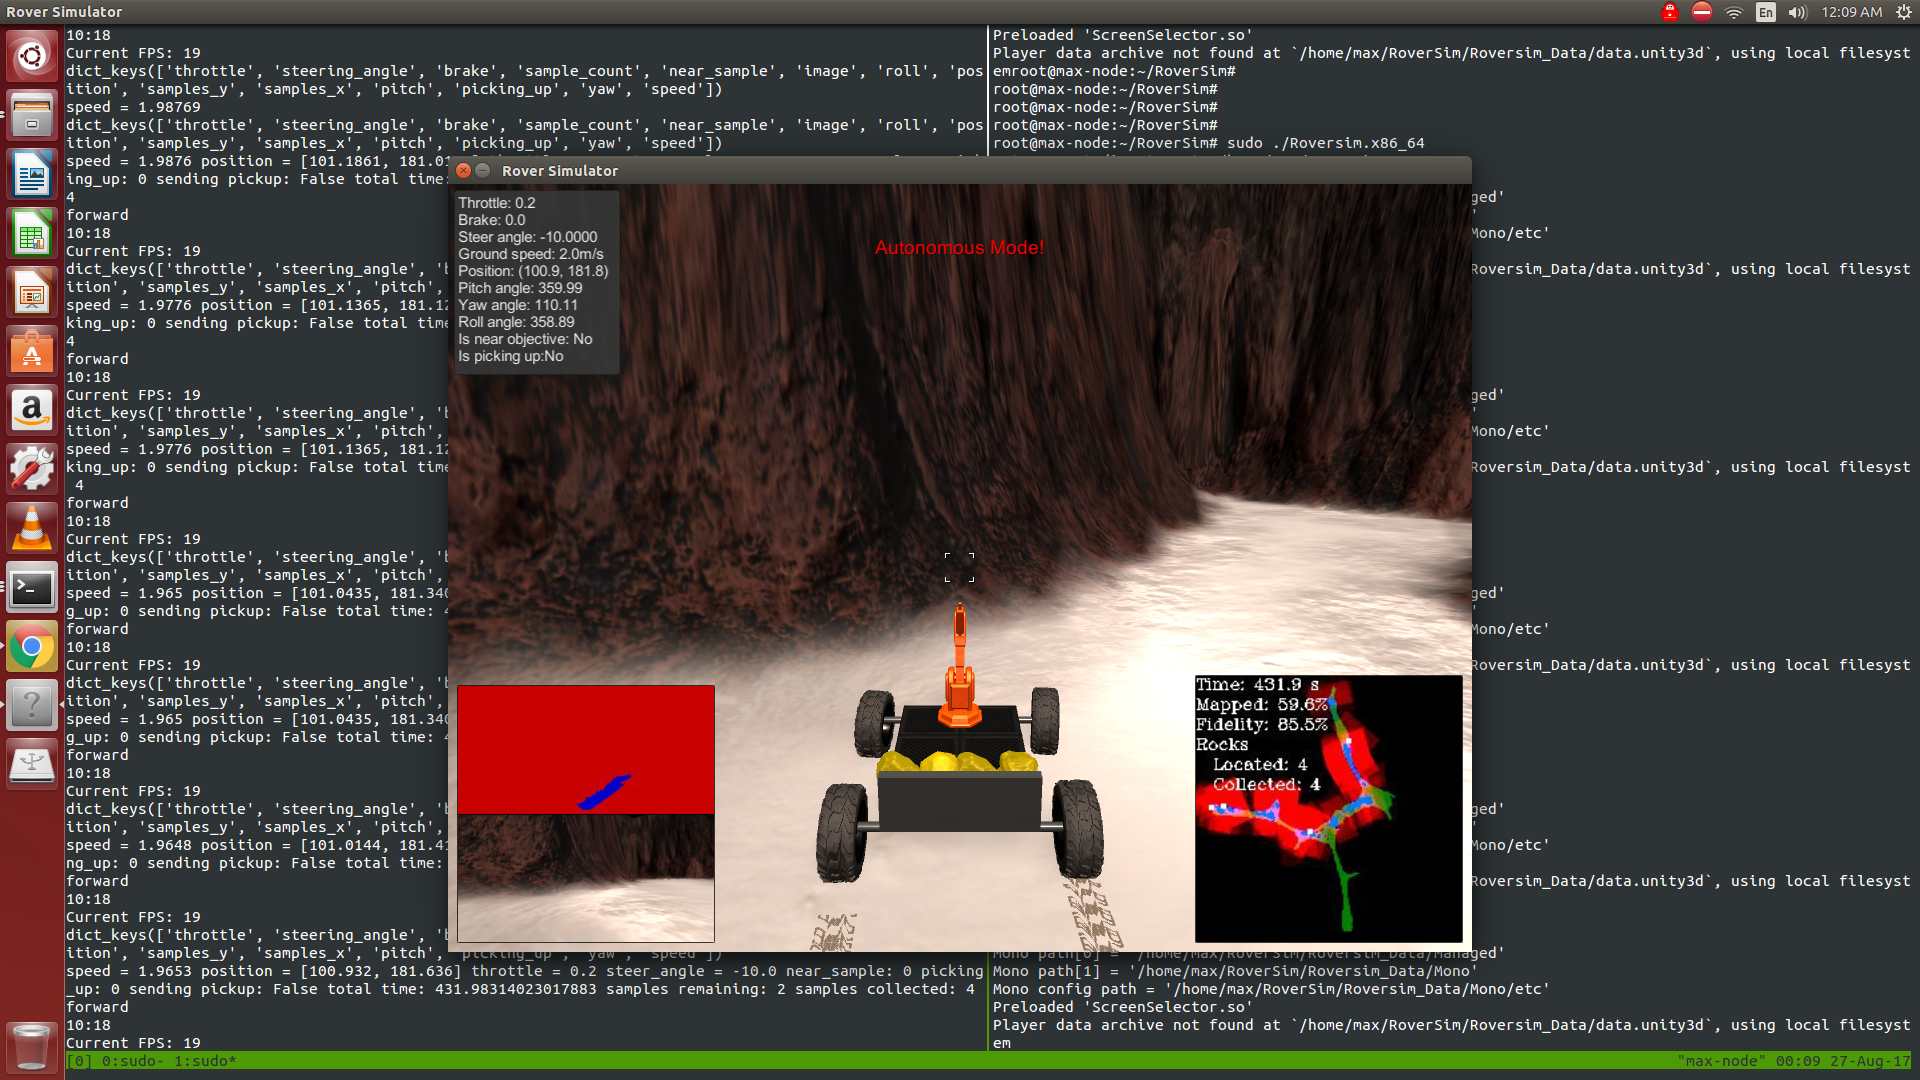 Rover Simulator
En
12:09 AM
10:18
Current FPS: 19
dict_keys(['throttle', 'steering_angle', 'brake', 'sample_count', 'near_sample', 'image', 'roll', 'pos
ition', 'samples_y', 'samples_x', 'pitch', 'picking_up', 'yaw', 'speed'])
speed = 1.98769
dict_keys(['throttle', 'steering_angle', 'brake', 'sample_count', 'near_sample', 'image', 'roll', 'pos
ition', 'samples_y', 'samples_x', 'pitch', 'picking_up', 'yaw', 'speed'])
speed = 1.9876 position = [101.1861, 181.01
ing_up: 0 sending pickup: False total time:
4
forward
10:18
Current FPS: 19
dict_keys(['throttle', 'steering_angle', 'b
ition', 'samples_y', 'samples_x', 'pitch',
speed = 1.9776 position = [101.1365, 181.12
king_up: 0 sending pickup: False total time
4
forward
10:18
Current FPS: 19
dict_keys(['throttle', 'steering_angle', 'b
ition', 'samples_y', 'samples_x', 'pitch',
speed = 1.9776 position = [101.1365, 181.12
king_up: 0 sending pickup: False total time
4
forward
10:18
Current FPS: 19
dict_keys(['throttle', 'steering_angle', 'b
ition', 'samples_y', 'samples_x', 'pitch',
speed = 1.965 position = [101.0435, 181.340
g_up: 0 sending pickup: False total time: 4
forward
10:18
Current FPS: 19
dict_keys(['throttle', 'steering_angle', 'b
ition', 'samples_y', 'samples_x', 'pitch',
speed = 1.965 position = [101.0435, 181.340
g_up: 0 sending pickup: False total time: 4
forward
10:18
Current FPS: 19
dict_keys(['throttle', 'steering_angle', 'b
ition', 'samples_y', 'samples_x', 'pitch',
speed = 1.9648 position = [101.0144, 181.41
ng_up: 0 sending pickup: False total time:
forward
10:18
Current FPS: 19
dict_keys(['throttle', 'steering_angle', 'b
ition', 'samples_y', 'samples_x', 'pitch', 'picking_up', 'yaw', 'speed'])
speed = 1.9653 position = [100.932, 181.636] throttle = 0.2 steer_angle = -10.0 near_sample: 0 picking
_up: 0 sending pickup: False total time: 431.98314023017883 samples remaining: 2 samples collected: 4
forward
10:18
Current FPS: 19
Preloaded 'ScreenSelector.so'
Player data archive not found at `/home/max/RoverSim/Roversim_Data/data.unity3d`, using local filesyst
emroot@max-node:~/RoverSim#
root@max-node:~/RoverSim#
root@max-node:~/RoverSim#
root@max-node:~/RoverSim#
root@max-node:~/RoverSim# sudo ./Roversim.x86_64
ged'
'
Mono/etc'
Roversim_Data/data.unity3d`, using local filesyst
ged'
'
Mono/etc'
Roversim_Data/data.unity3d`, using local filesyst
ged'
'
Mono/etc'
Roversim_Data/data.unity3d`, using local filesyst
ged'
Mono/etc'
Roversim_Data/data.unity3d`, using local filesyst
Mono path[0] = '/home/max/RoverSim/Roversim_Data/Managed'
Mono path[1] = '/home/max/RoverSim/Roversim_Data/Mono'
Mono config path = '/home/max/RoverSim/Roversim_Data/Mono/etc'
Preloaded 'ScreenSelector.so'
Player data archive not found at `/home/max/RoverSim/Roversim_Data/data.unity3d`, using local filesyst
em
Rover Simulator
Throttle: 0.2
Brake: 0.0
Steer angle: -10.0000
Ground speed: 2.0m/s
Position: (100.9, 181.8)
Pitch angle: 359.99
Yaw angle: 110.11
Roll angle: 358.89
Is near objective: No
Is picking up:No
Autonomous Mode!
Time: 431.9 s
Mapped: 59.6%
Fidelity: 85.5%
Rocks
Located: 4
Collected: 4
[0] 0:sudo- 1:sudo*
"max-node" 00:09 27-Aug-17